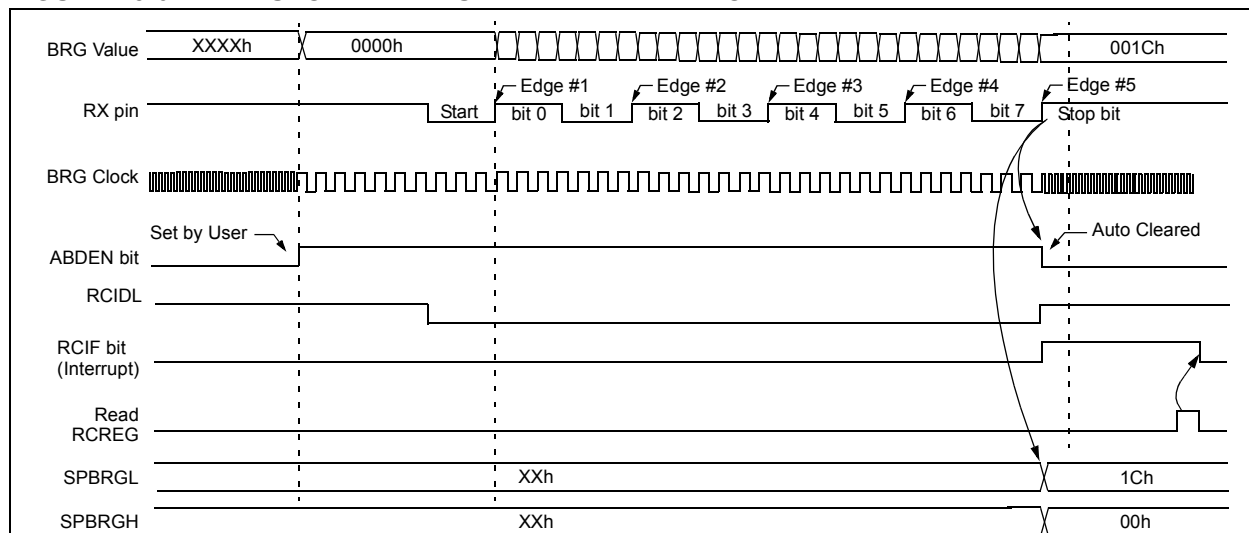 BRG Value XXXXh 0000h 001Ch
Edge #1 Edge #2 Edge #3 Edge #4 Edge #5
RX pin Start bit 0 bit 1 bit 2 bit 3 bit 4 bit 5 bit 6 bit 7 Stop bit
BRG Clock
Set by User Auto Cleared
ABDEN bit
RCIDL
RCIF bit
(Interrupt)
Read
RCREG
SPBRGL XXh 1Ch
SPBRGH XXh 00h